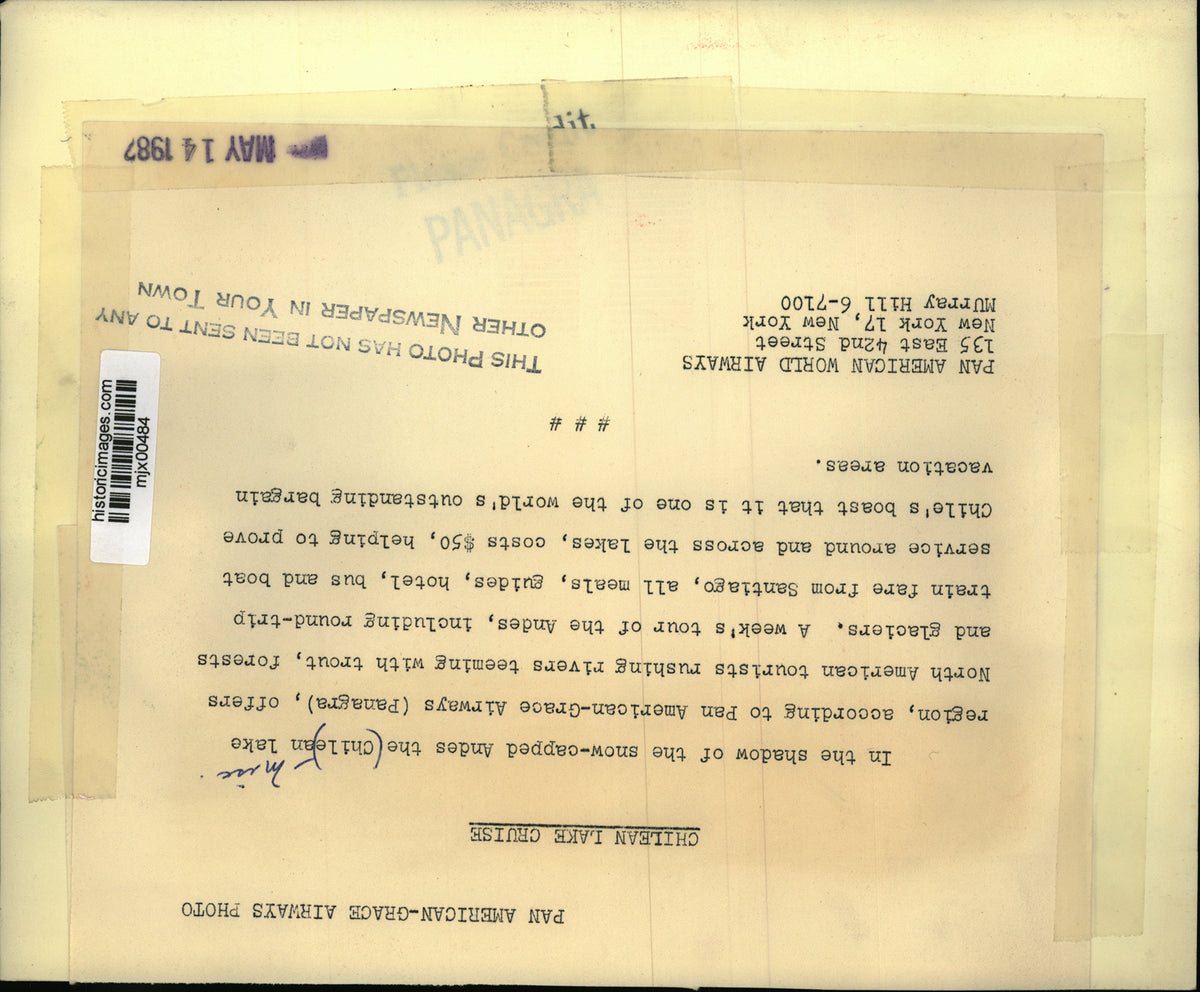 PAN AMERICAN-GRACE AIRWAYS PHOTO
CHILEAN LAKE CRUISE
misc.
In the shadow of the snow-capped Andes the (Chile)an lake
region, according to Pan American-Grace Airways (Panagra), offers
North American tourists rushing rivers teeming with trout, forests
and glaciers. A week's tour of the Andes, including round-trip
train fare from Santiago, all meals, guides, hotel, bus and boat
service around and across the lakes, costs $50, helping to prove
Chile's boast that it is one of the world's outstanding bargain
vacation areas.
# # #
PAN AMERICAN WORLD AIRWAYS
135 East 42nd Street
New York 17, New York
MUrray Hill 6-7100
THIS PHOTO HAS NOT BEEN SENT TO ANY
OTHER NEWSPAPER IN YOUR TOWN
PANAGRA
MAY 14 1987
historicimages.com
mjx00484